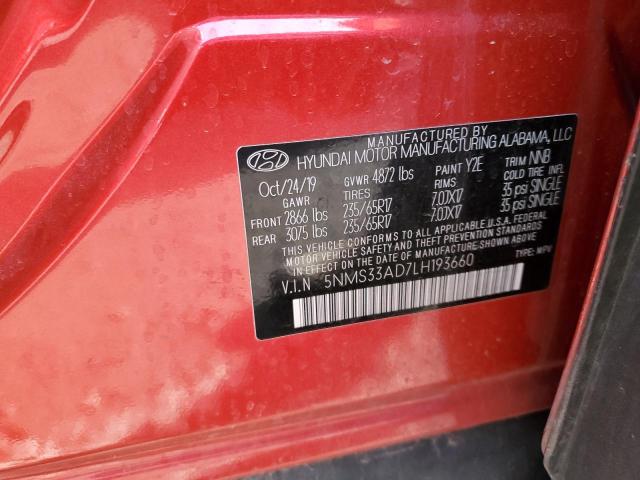 MANUFACTURED BY
HYUNDAI MOTOR MANUFACTURING ALABAMA, LLC
Oct/24/19 GVWR 4872 lbs PAINT Y2E TRIM NNB
GAWR TIRES RIMS COLD TIRE INFL
FRONT 2866 lbs 235/65R17 7.0JX17 35 psi SINGLE
REAR 3075 lbs 235/65R17 7.0JX17 35 psi SINGLE
THIS VEHICLE CONFORMS TO ALL APPLICABLE U.S.A. FEDERAL
MOTOR VEHICLE SAFETY AND THEFT PREVENTION STANDARDS
IN EFFECT ON THE DATE OF MANUFACTURE SHOWN ABOVE.
V.I.N 5NMS33AD7LH193660 TYPE: MPV